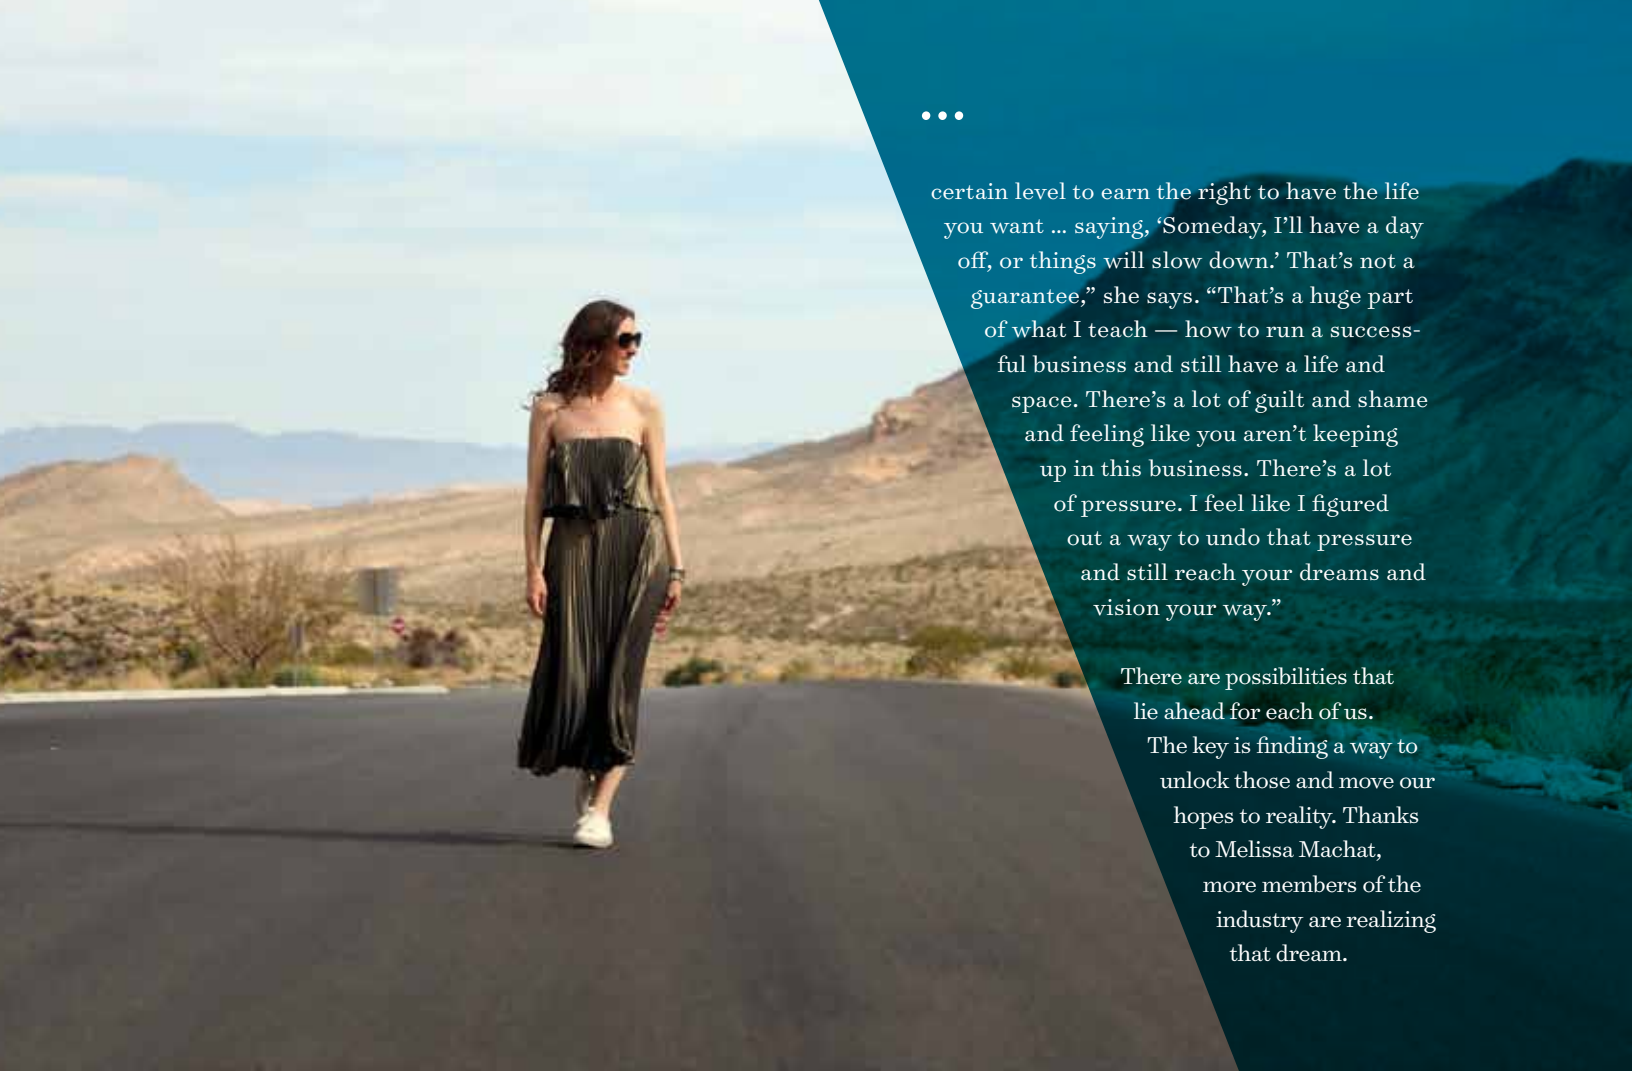 certain level to earn the right to have the life
you want ... saying, ‘Someday, I’ll have a day
off, or things will slow down.’ That’s not a
guarantee,” she says. “That’s a huge part
of what I teach — how to run a success-
ful business and still have a life and
space. There’s a lot of guilt and shame
and feeling like you aren’t keeping
up in this business. There’s a lot
of pressure. I feel like I figured
out a way to undo that pressure
and still reach your dreams and
vision your way.”
There are possibilities that
lie ahead for each of us.
The key is finding a way to
unlock those and move our
hopes to reality. Thanks
to Melissa Machat,
more members of the
industry are realizing
that dream.